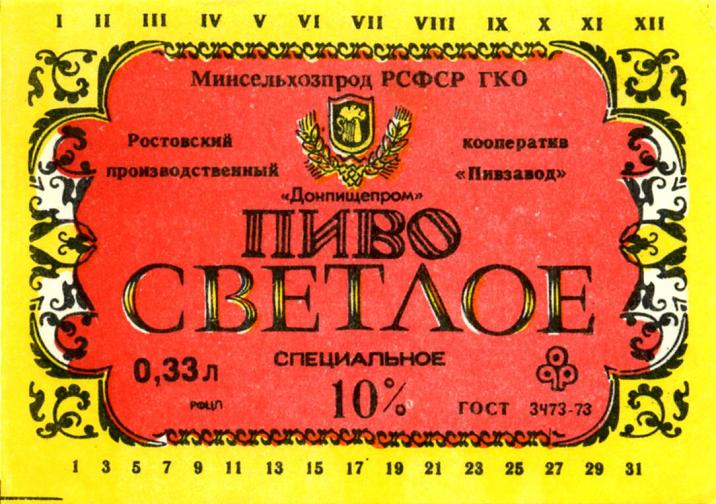 I II III IV V VI VII VIII IX X XI XII
Минсельхозпрод РСФСР ГКО
Ростовский
производственный
кооператив
«Пивзавод»
«Донпищепром»
ПИВО
СВЕТЛОЕ
СПЕЦИАЛЬНОЕ
0,33л
10%
РФЦП
ГОСТ 3473-73
1 3 5 7 9 11 13 15 17 19 21 23 25 27 29 31